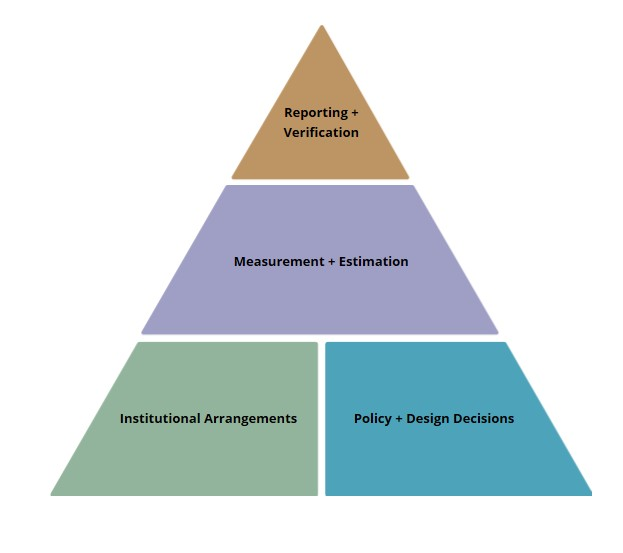 Reporting +
Verification
Measurement + Estimation
Institutional Arrangements
Policy + Design Decisions